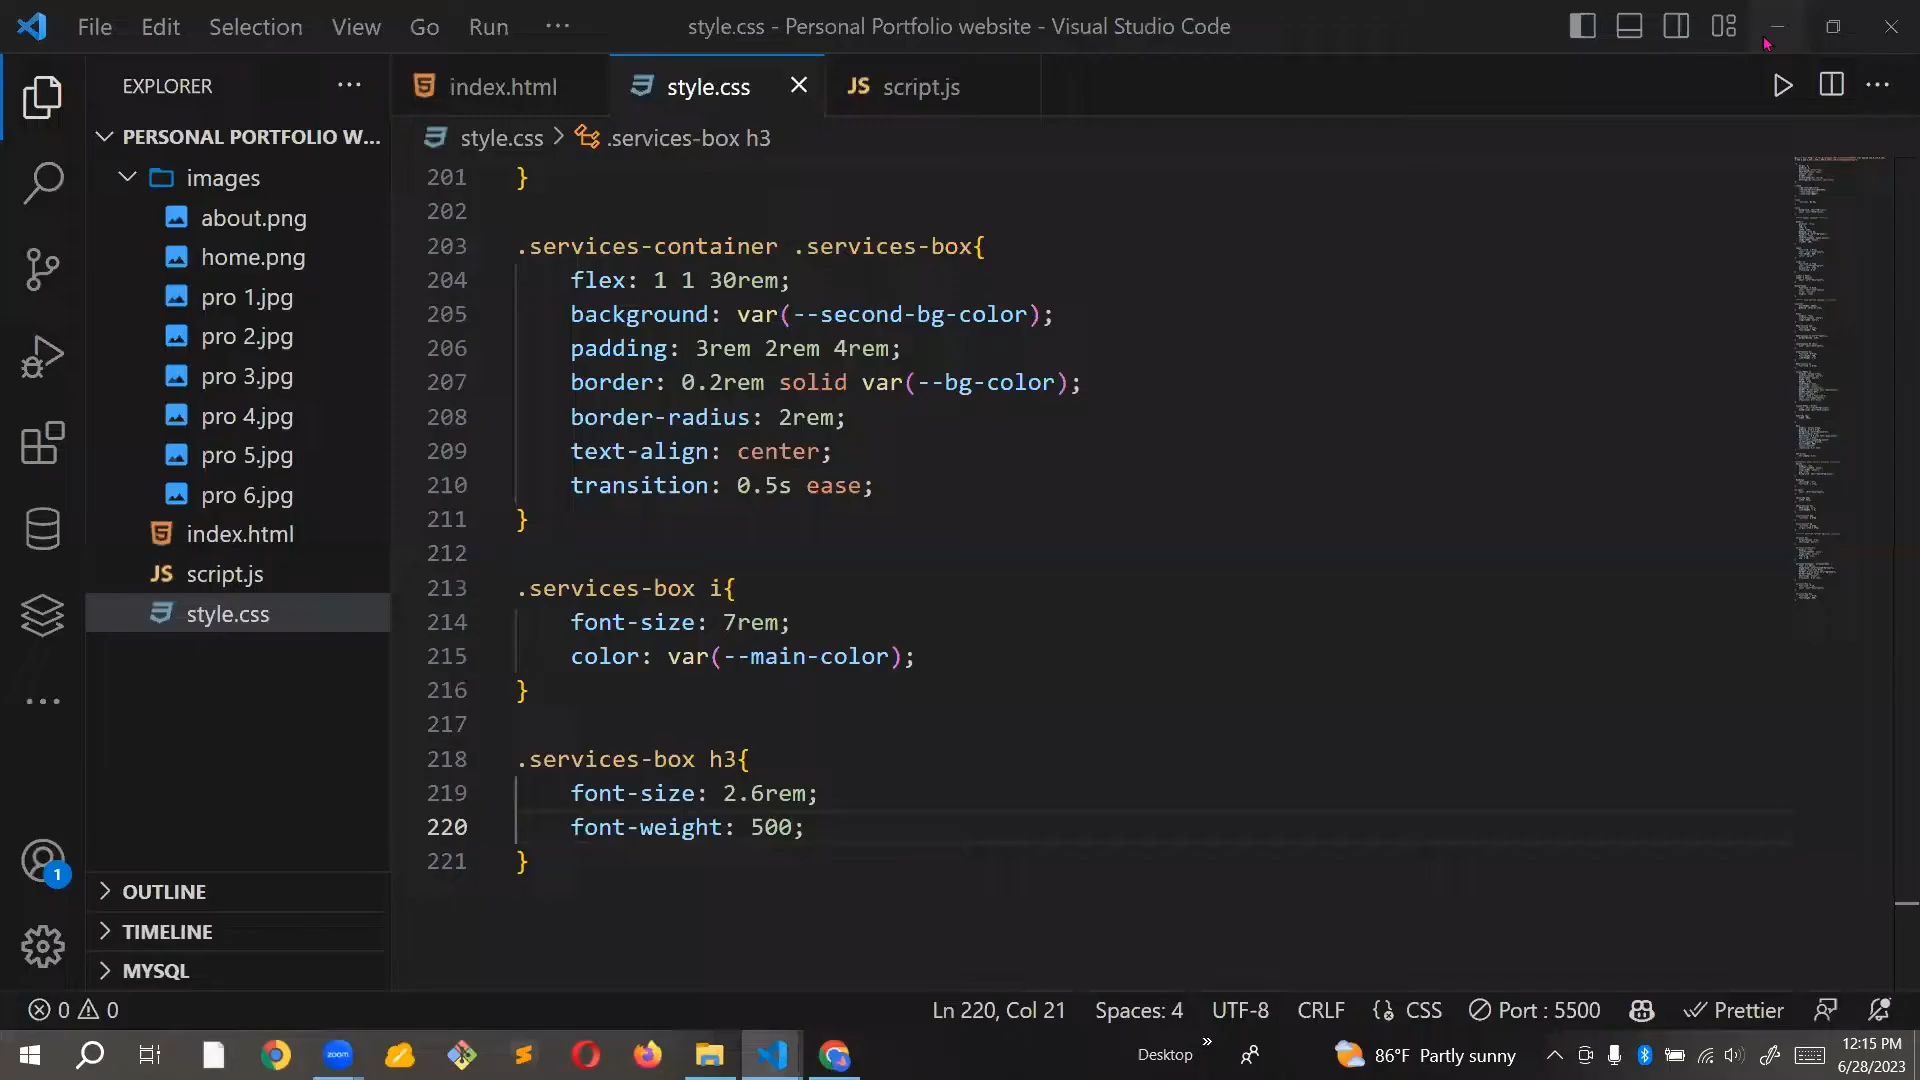 File Edit Selection View Go Run ···
style.css - Personal Portfolio website - Visual Studio Code
EXPLORER
PERSONAL PORTFOLIO W...
images
about.png
home.png
pro 1.jpg
pro 2.jpg
pro 3.jpg
pro 4.jpg
pro 5.jpg
pro 6.jpg
index.html
JS script.js
style.css
OUTLINE
TIMELINE
MYSQL
1
index.html
style.css
JS script.js
style.css > .services-box h3
201 }
202
203 .services-container .services-box{
204 flex: 1 1 30rem;
205 background: var(--second-bg-color);
206 padding: 3rem 2rem 4rem;
207 border: 0.2rem solid var(--bg-color);
208 border-radius: 2rem;
209 text-align: center;
210 transition: 0.5s ease;
211 }
212
213 .services-box i{
214 font-size: 7rem;
215 color: var(--main-color);
216 }
217
218 .services-box h3{
219 font-size: 2.6rem;
220 font-weight: 500;
221 }
0 0
Ln 220, Col 21 Spaces: 4 UTF-8 CRLF CSS Port : 5500 Prettier
zoom
Desktop »
86°F Partly sunny
12:15 PM
6/28/2023